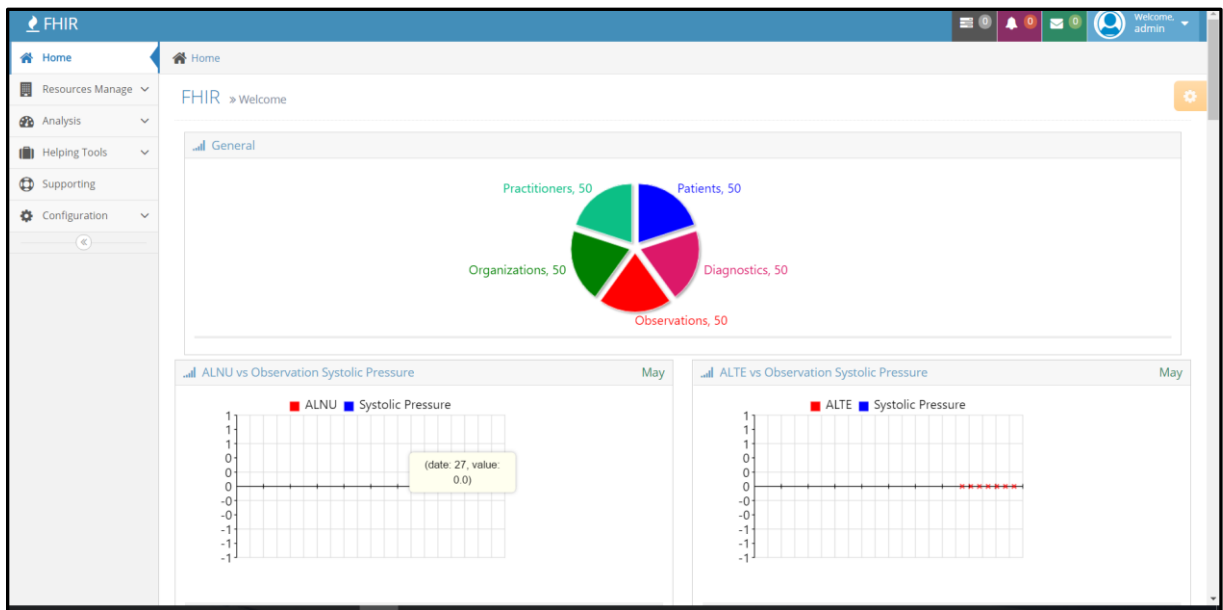 FHIR
0
0
0
Welcome,
admin
Home
Resources Manage
Analysis
Helping Tools
Supporting
Configuration
Home
FHIR » Welcome
General
Practitioners, 50
Patients, 50
Organizations, 50
Diagnostics, 50
Observations, 50
ALNU vs Observation Systolic Pressure
May
ALNU Systolic Pressure
1
1
1
0
0
0
-0
-0
-1
-1
-1
(date: 27, value:
0.0)
ALTE vs Observation Systolic Pressure
May
ALTE Systolic Pressure
1
1
1
0
0
0
-0
-0
-1
-1
-1